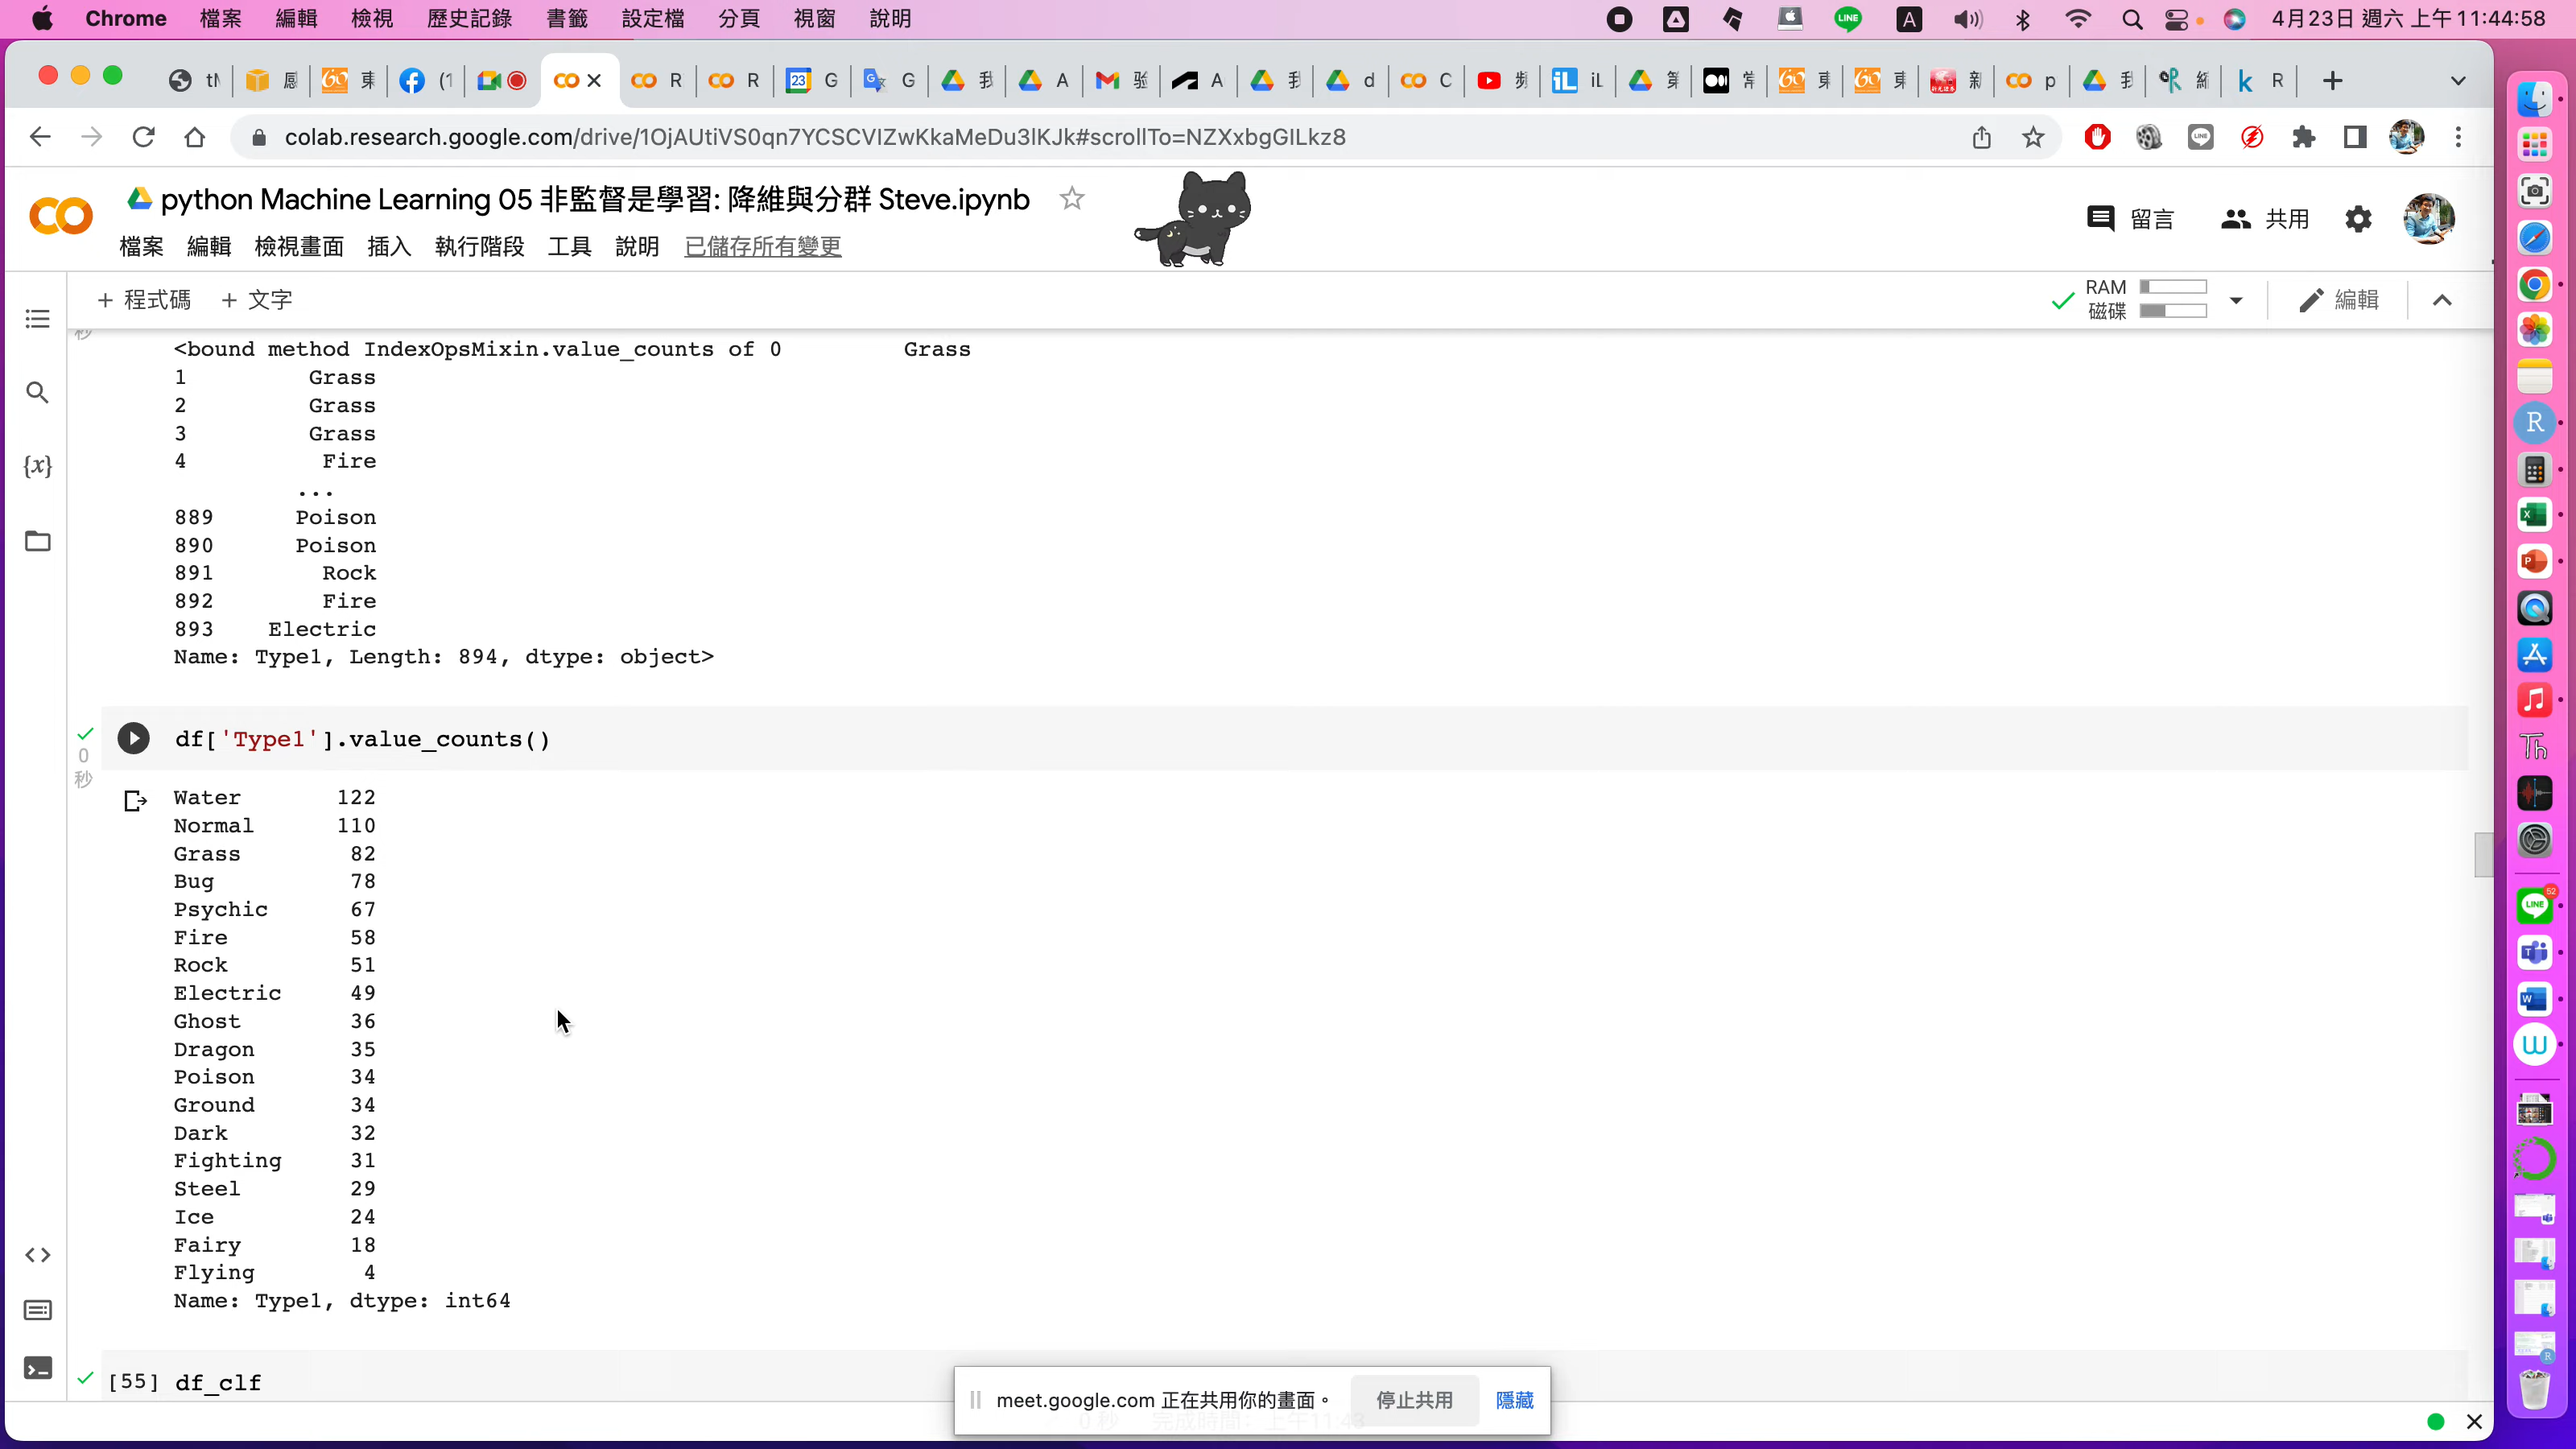 Chrome 檔案 編輯 檢視 歷史記錄 書籤 設定檔 分頁 視窗 說明 LINE A 4月23日 週六 上午11:44:58
colab.research.google.com/drive/1OjAUtiVS0qn7YCSCVIZwKkaMeDu3lKJk#scrollTo=NZXxbgGILkz8
python Machine Learning 05 非監督是學習: 降維與分群 Steve.ipynb
留言 共用
檔案 編輯 檢視畫面 插入 執行階段 工具 說明 已儲存所有變更
+ 程式碼 + 文字
RAM
磁碟
編輯
<bound method IndexOpsMixin.value_counts of 0 Grass
1 Grass
2 Grass
3 Grass
4 Fire
...
889 Poison
890 Poison
891 Rock
892 Fire
893 Electric
Name: Type1, Length: 894, dtype: object>
0
秒
df['Type1'].value_counts()
Water 122
Normal 110
Grass 82
Bug 78
Psychic 67
Fire 58
Rock 51
Electric 49
Ghost 36
Dragon 35
Poison 34
Ground 34
Dark 32
Fighting 31
Steel 29
Ice 24
Fairy 18
Flying 4
Name: Type1, dtype: int64
[55] df_clf
meet.google.com 正在共用你的畫面。 停止共用 隱藏